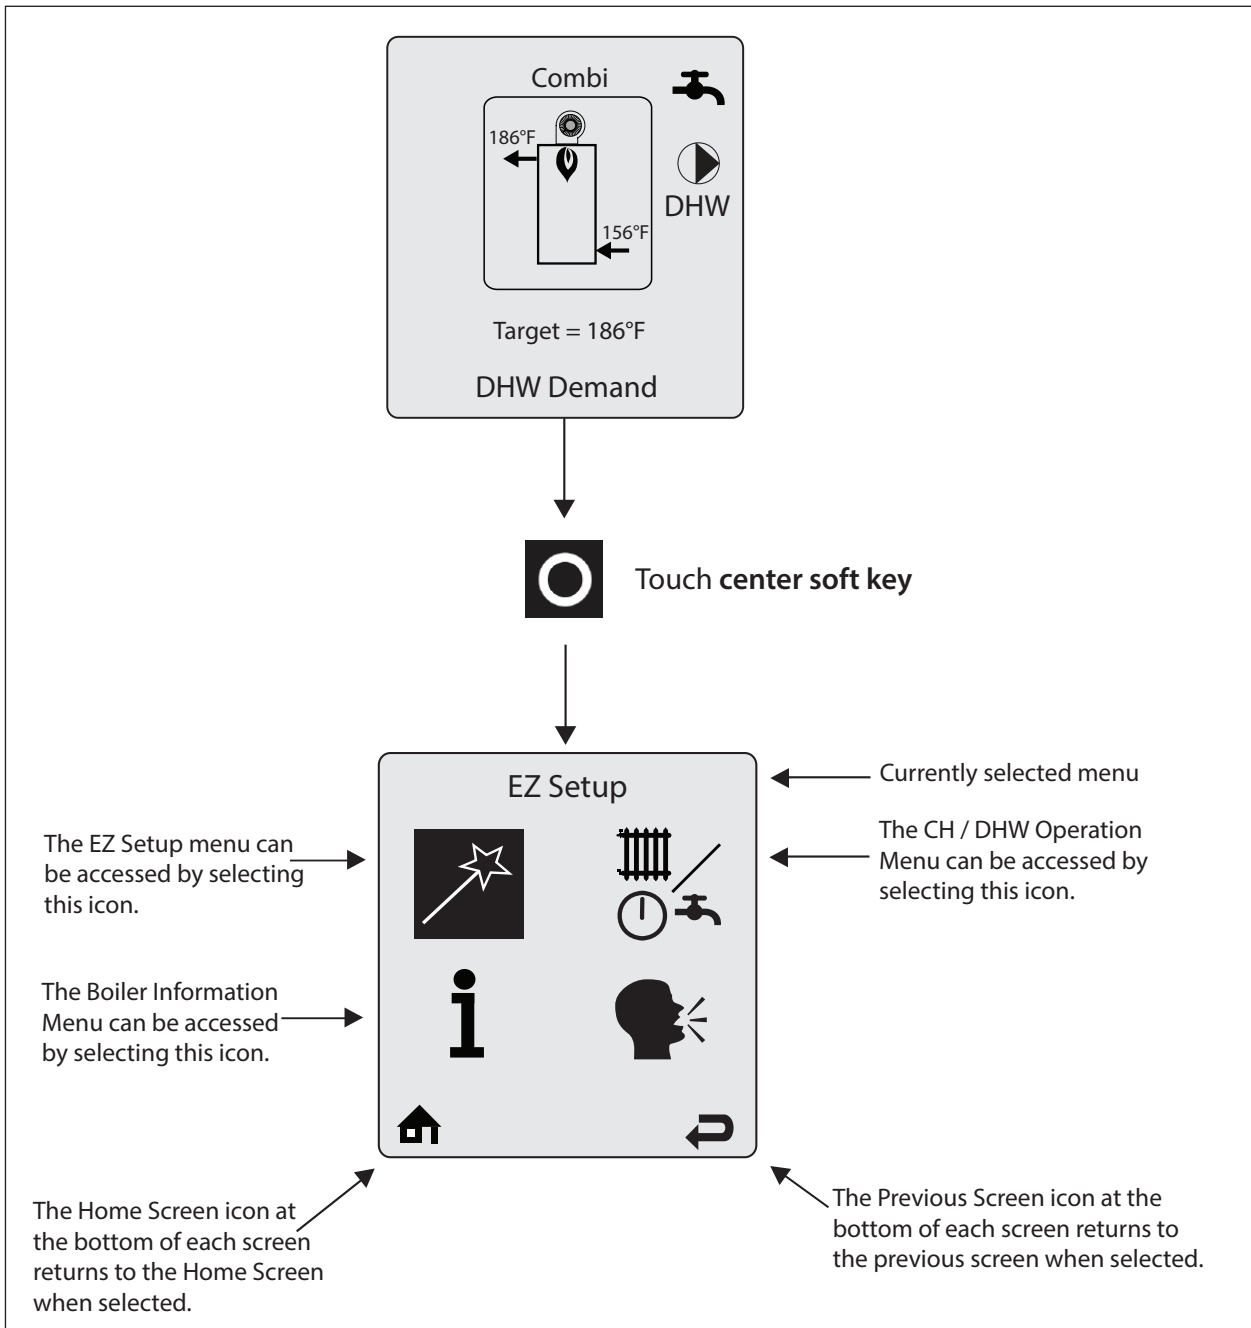 Combi
186°F
DHW
156°F
Target = 186°F
DHW Demand
Touch center soft key
EZ Setup
Currently selected menu
The EZ Setup menu can
be accessed by selecting
this icon.
The CH / DHW Operation
Menu can be accessed by
selecting this icon.
The Boiler Information
Menu can be accessed
by selecting this icon.
The Home Screen icon at
the bottom of each screen
returns to the Home Screen
when selected.
The Previous Screen icon at the
bottom of each screen returns to
the previous screen when selected.